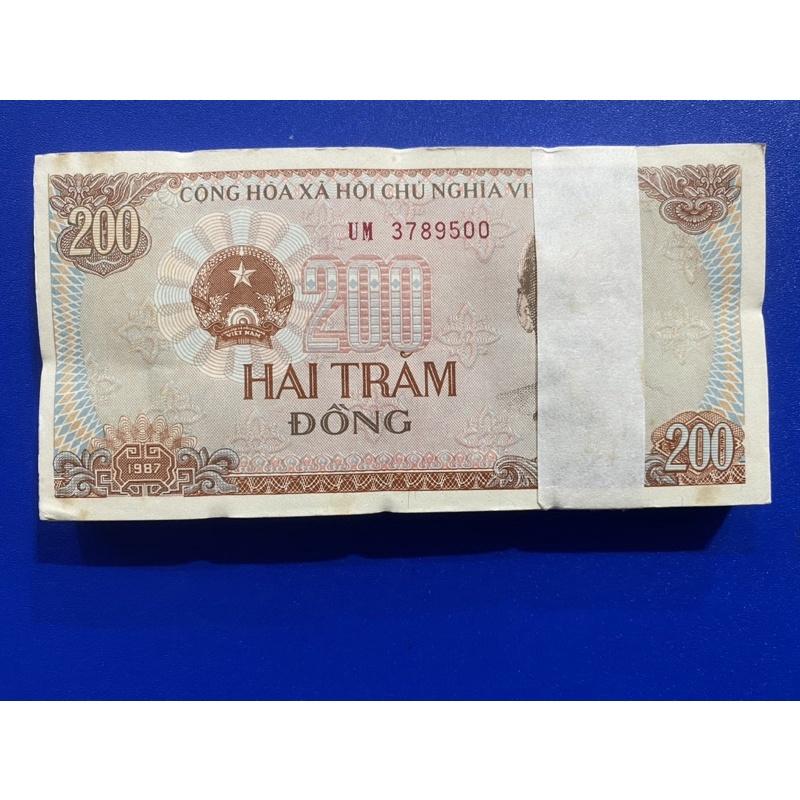 CỘNG HÒA XÃ HỘI CHỦ NGHĨA VI
200
UM 3789500
200
VIỆT NAM
HAI TRĂM
ĐỒNG
1987
200